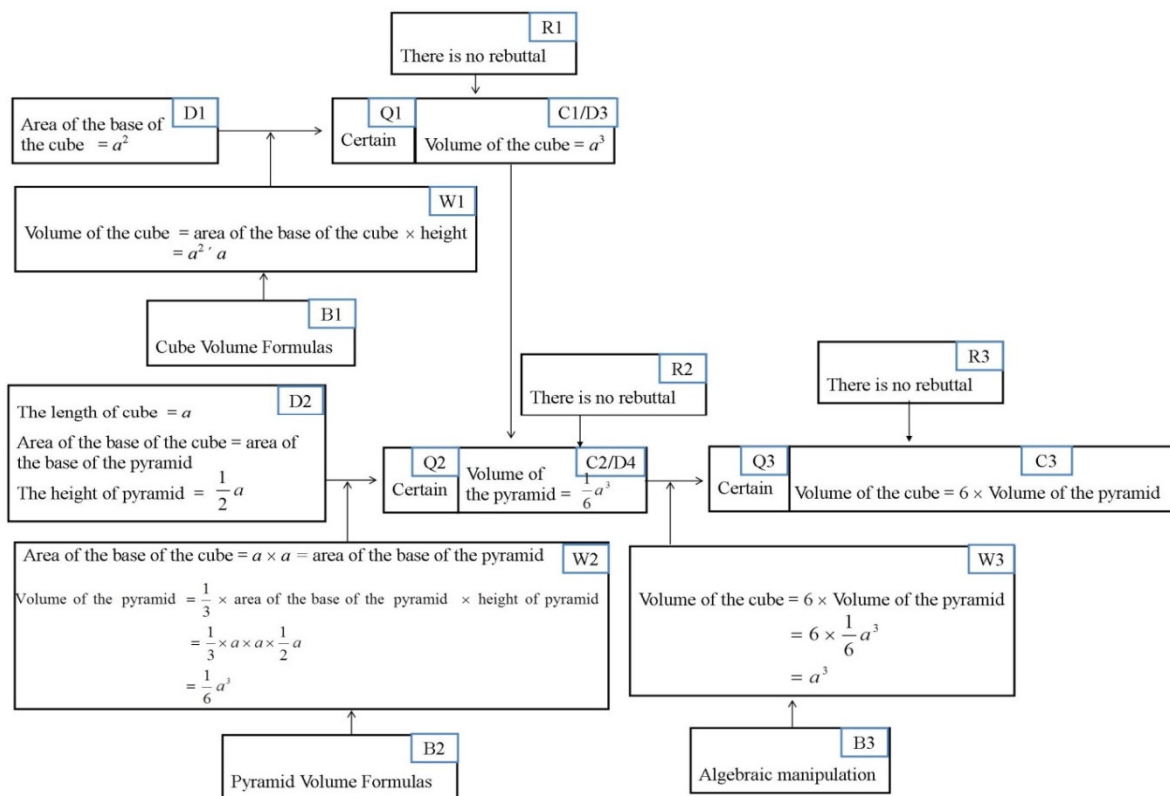 R1
There is no rebuttal
D1
Area of the base of
the cube = a²
Q1
Certain
C1/D3
Volume of the cube = a³
W1
Volume of the cube = area of the base of the cube × height
= a² ′ a
B1
Cube Volume Formulas
D2
The length of cube = a
Area of the base of the cube = area of
the base of the pyramid
The height of pyramid = 1/2 a
R2
There is no rebuttal
Q2
Certain
C2/D4
Volume of
the pyramid = 1/6 a³
R3
There is no rebuttal
Q3
Certain
C3
Volume of the cube = 6 × Volume of the pyramid
W2
Area of the base of the cube = a × a = area of the base of the pyramid
Volume of the pyramid = 1/3 × area of the base of the pyramid × height of pyramid
= 1/3 × a × a × 1/2 a
= 1/6 a³
B2
Pyramid Volume Formulas
W3
Volume of the cube = 6 × Volume of the pyramid
= 6 × 1/6 a³
= a³
B3
Algebraic manipulation